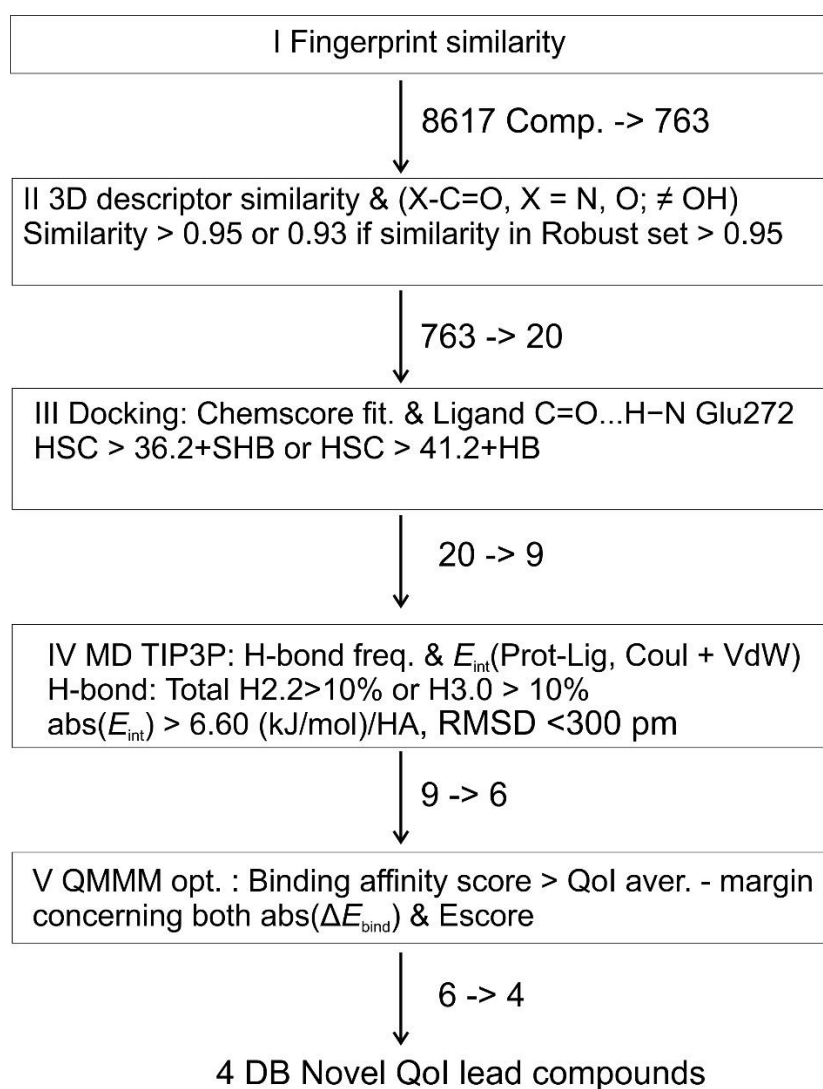 I Fingerprint similarity
8617 Comp. -> 763
II 3D descriptor similarity & (X-C=O, X = N, O; ≠ OH)
Similarity > 0.95 or 0.93 if similarity in Robust set > 0.95
763 -> 20
III Docking: Chemscore fit. & Ligand C=O...H−N Glu272
HSC > 36.2+SHB or HSC > 41.2+HB
20 -> 9
IV MD TIP3P: H-bond freq. & Eint(Prot-Lig, Coul + VdW)
H-bond: Total H2.2>10% or H3.0 > 10%
abs(Eint) > 6.60 (kJ/mol)/HA, RMSD <300 pm
9 -> 6
V QMMM opt. : Binding affinity score > QoI aver. - margin
concerning both abs(ΔEbind) & Escore
6 -> 4
4 DB Novel QoI lead compounds